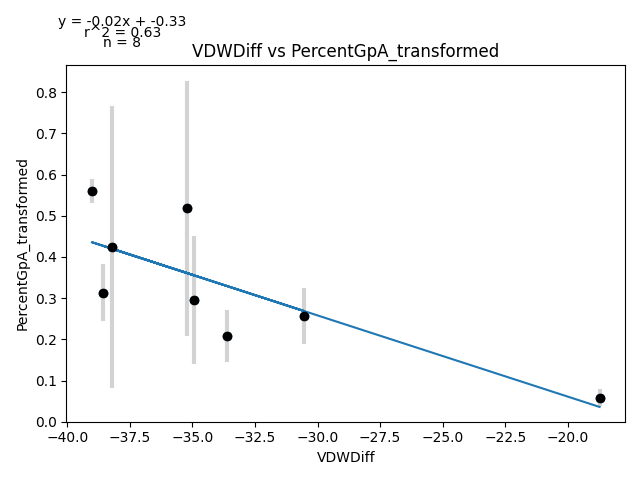 y = -0.02x + -0.33
r^2 = 0.63
n = 8
VDWDiff vs PercentGpA_transformed
PercentGpA_transformed
0.8
0.7
0.6
0.5
0.4
0.3
0.2
0.1
0.0
−40.0 −37.5 −35.0 −32.5 −30.0 −27.5 −25.0 −22.5 −20.0
VDWDiff